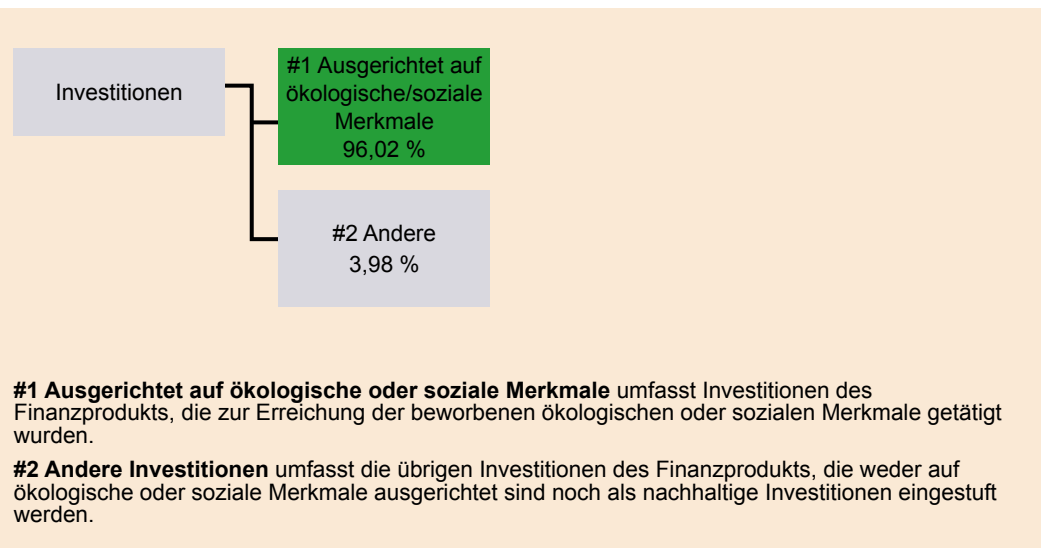 Investitionen
#1 Ausgerichtet auf
ökologische/soziale
Merkmale
96,02 %
#2 Andere
3,98 %
#1 Ausgerichtet auf ökologische oder soziale Merkmale umfasst Investitionen des
Finanzprodukts, die zur Erreichung der beworbenen ökologischen oder sozialen Merkmale getätigt
wurden.
#2 Andere Investitionen umfasst die übrigen Investitionen des Finanzprodukts, die weder auf
ökologische oder soziale Merkmale ausgerichtet sind noch als nachhaltige Investitionen eingestuft
werden.